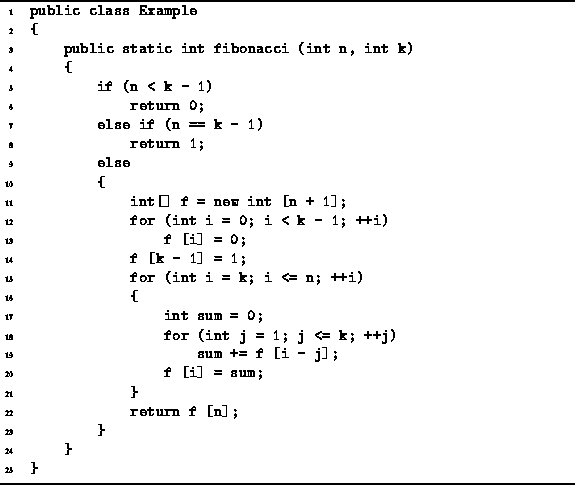 1 public class Example
2 {
3     public static int fibonacci (int n, int k)
4     {
5         if (n < k - 1)
6             return 0;
7         else if (n == k - 1)
8             return 1;
9         else
10         {
11             int[] f = new int [n + 1];
12             for (int i = 0; i < k - 1; ++i)
13                 f [i] = 0;
14             f [k - 1] = 1;
15             for (int i = k; i <= n; ++i)
16             {
17                 int sum = 0;
18                 for (int j = 1; j <= k; ++j)
19                     sum += f [i - j];
20                 f [i] = sum;
21             }
22             return f [n];
23         }
24     }
25 }